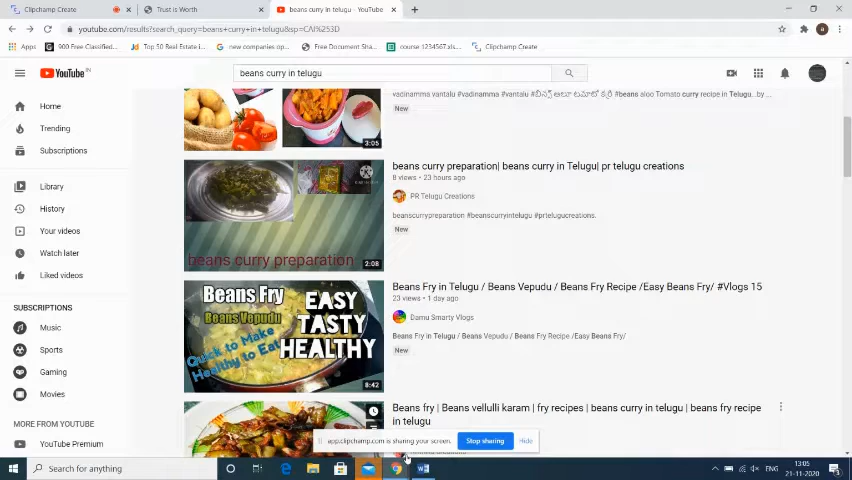 Clipchamp Create
Trust is Worth
beans curry in telugu - YouTube
youtube.com/results?search_query=beans+curry+in+telugu&sp=CAI%253D
Apps
900 Free Classified...
Top 50 Real Estate i...
new companies op...
Free Document Sha...
course 1234567.xls...
Clipchamp Create
YouTube IN
beans curry in telugu
Home
Trending
Subscriptions
Library
History
Your videos
Watch later
Liked videos
SUBSCRIPTIONS
Music
Sports
Gaming
Movies
MORE FROM YOUTUBE
YouTube Premium
vadinamma vantalu #vadinamma #vantalu #బీన్స్ ఆలూ టమోటో కర్రీ #beans aloo Tomato curry recipe in Telugu..by ...
New
3:05
beans curry preparation| beans curry in Telugu| pr telugu creations
8 views • 23 hours ago
PR Telugu Creations
beanscurrypreparation #beanscurryintelugu #prtelugucreations.
New
beans curry preparation
2:08
Beans Fry in Telugu / Beans Vepudu / Beans Fry Recipe /Easy Beans Fry/ #Vlogs 15
23 views • 1 day ago
Damu Smarty Vlogs
Beans Fry in Telugu / Beans Vepudu / Beans Fry Recipe /Easy Beans Fry/
New
Beans Fry
Beans Vepudu
EASY
TASTY
HEALTHY
Quick to Make
Healthy to Eat
8:42
Beans fry | Beans vellulli karam | fry recipes | beans curry in telugu | beans fry recipe
in telugu
app.clipchamp.com is sharing your screen.
Stop sharing
Hide
Search for anything
ENG
13:05
21-11-2020